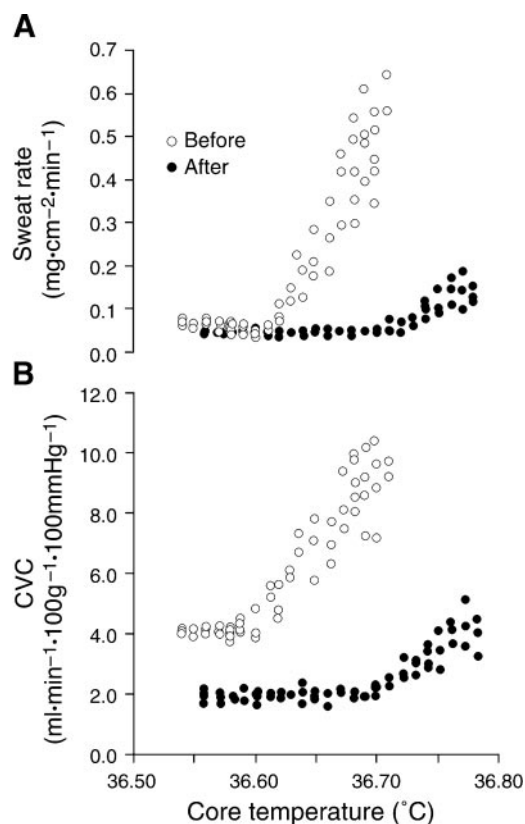 A
0.7
0.6
0.5
0.4
0.3
0.2
0.1
0.0
Sweat rate
(mg•cm⁻²•min⁻¹)
Before
After
B
12.0
10.0
8.0
6.0
4.0
2.0
0.0
CVC
(ml•min⁻¹•100g⁻¹•100mmHg⁻¹)
36.50 36.60 36.70 36.80
Core temperature (˚C)